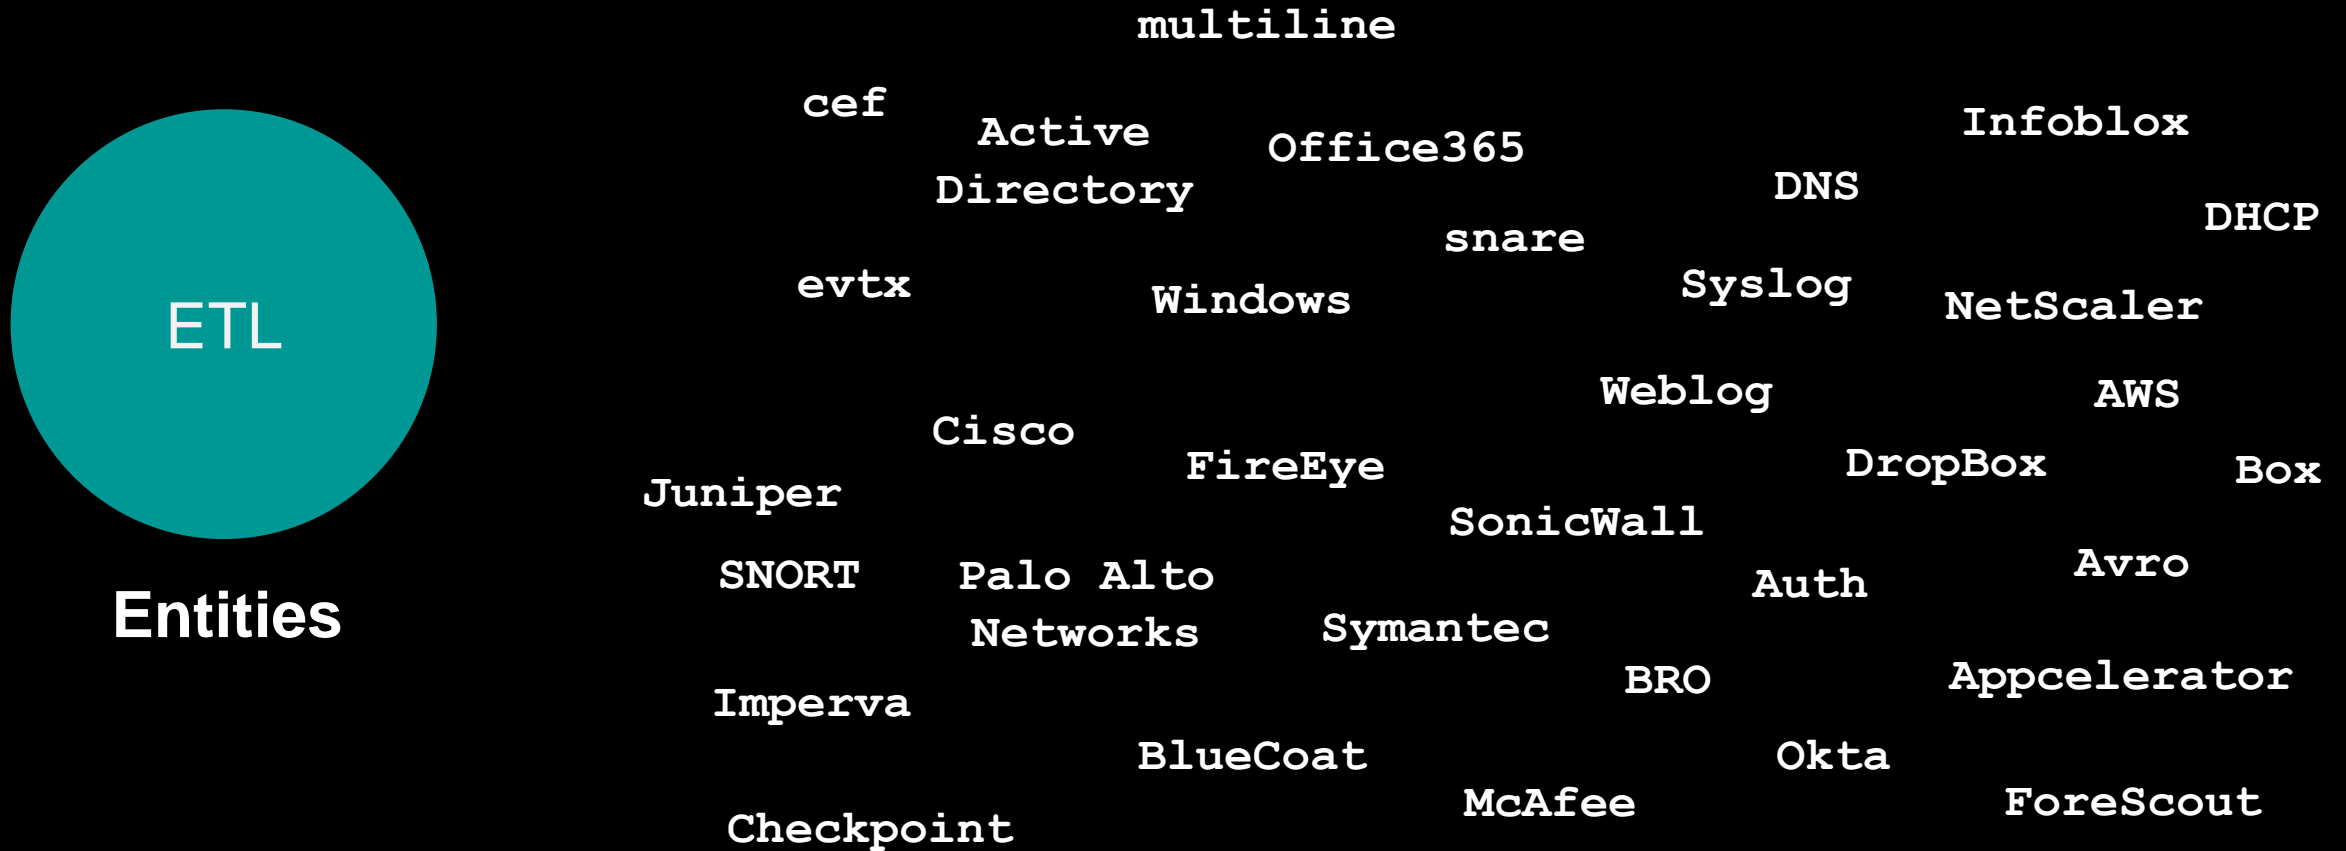 multiline
cef
Active
Directory
Office365
Infoblox
DNS
DHCP
snare
evtx
Windows
Syslog
NetScaler
ETL
Weblog
AWS
Cisco
FireEye
DropBox
Box
Juniper
SonicWall
SNORT
Palo Alto
Networks
Auth
Avro
Entities
Symantec
BRO
Appcelerator
Imperva
BlueCoat
Okta
McAfee
ForeScout
Checkpoint